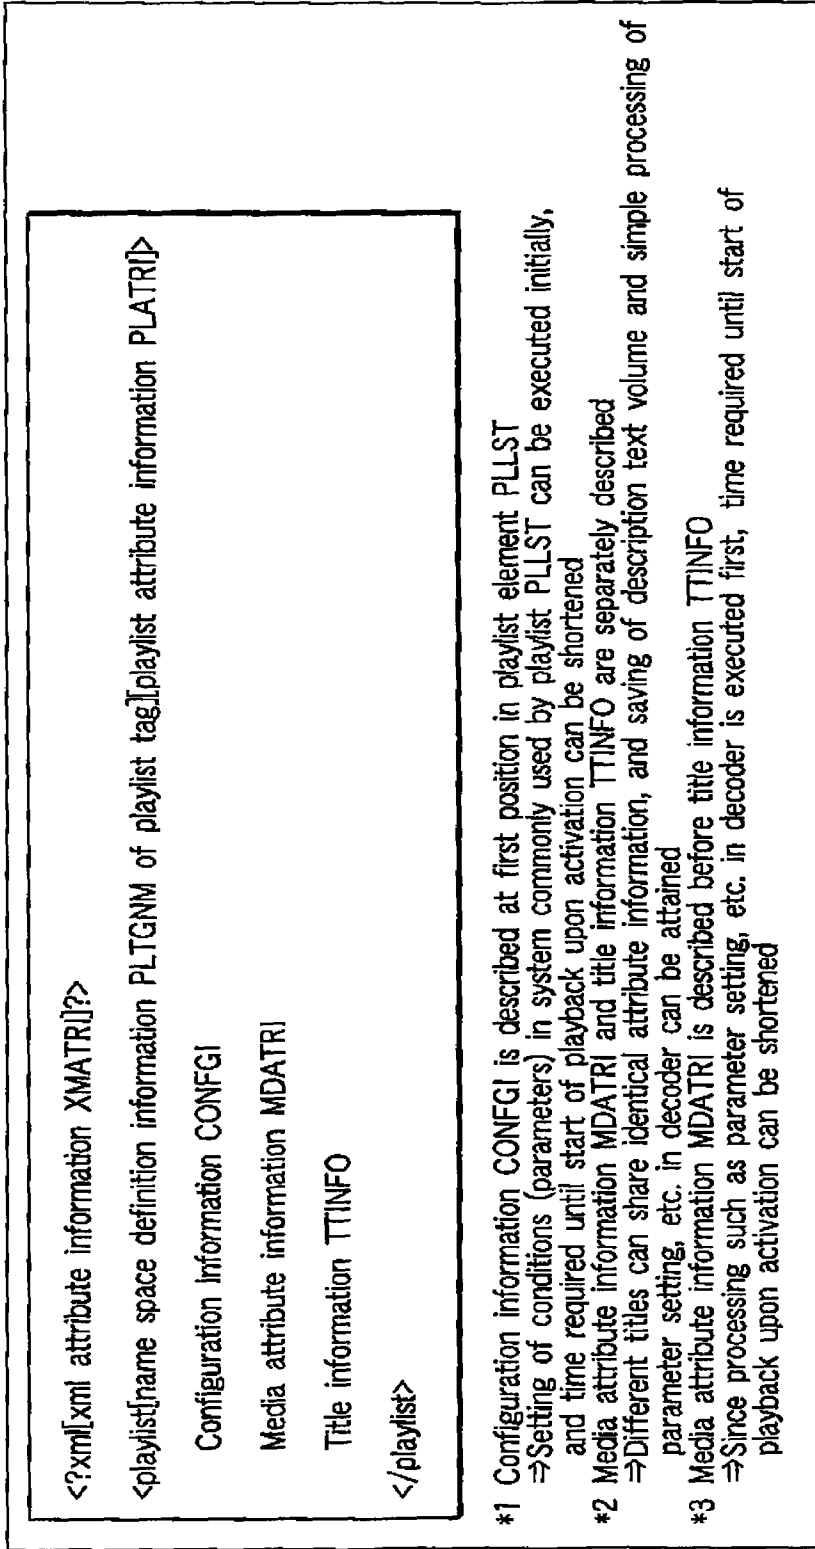 <?xml[xml attribute information XMATRI]?>
<playlist[name space definition information PLTGNM of playlist tag][playlist attribute information PLATRI]>
Configuration Information CONFGI
Media attribute information MDATRI
Title information TTINFO
</playlist>
*1 Configuration information CONFGI is described at first position in playlist element PLLST
⇒Setting of conditions (parameters) in system commonly used by playlist PLLST can be executed initially,
and time required until start of playback upon activation can be shortened
*2 Media attribute information MDATRI and title information TTINFO are separately described
⇒Different titles can share identical attribute information, and saving of description text volume and simple processing of
parameter setting, etc. in decoder can be attained
*3 Media attribute information MDATRI is described before title information TTINFO
⇒Since processing such as parameter setting, etc. in decoder is executed first, time required until start of
playback upon activation can be shortened